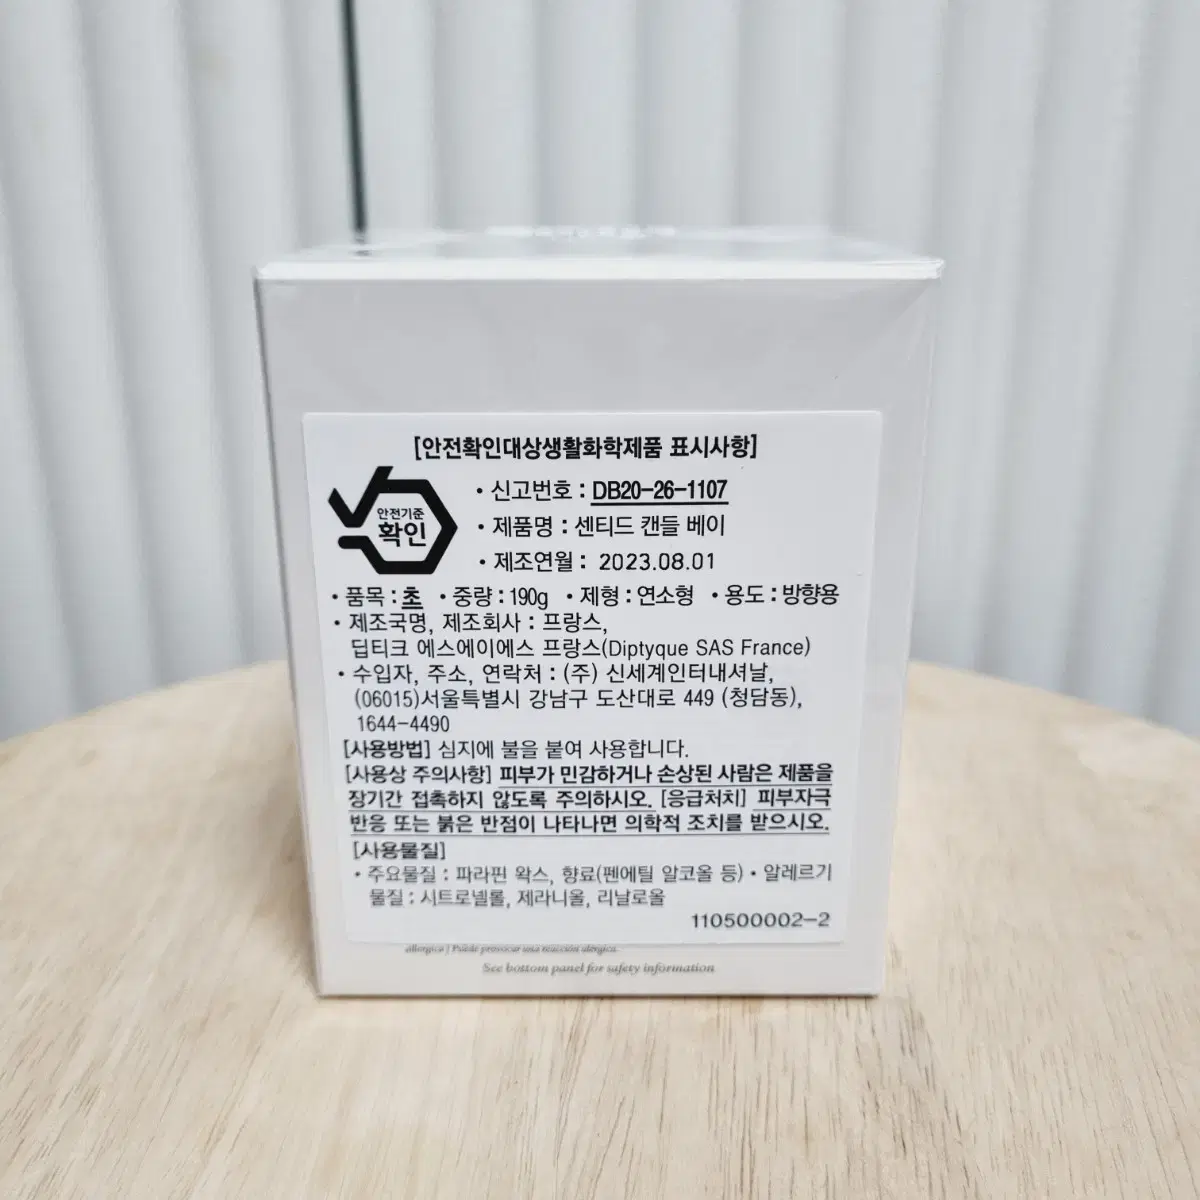 [안전확인대상생활화학제품 표시사항]
안전기준
확인
• 신고번호 : DB20-26-1107
• 제품명 : 센티드 캔들 베이
• 제조연월 : 2023.08.01
• 품목 : 초 • 중량 : 190g • 제형 : 연소형 • 용도 : 방향용
• 제조국명, 제조회사 : 프랑스,
딥티크 에스에이에스 프랑스(Diptyque SAS France)
• 수입자, 주소, 연락처 : (주) 신세계인터내셔날,
(06015)서울특별시 강남구 도산대로 449 (청담동),
1644-4490
[사용방법] 심지에 불을 붙여 사용합니다.
[사용상 주의사항] 피부가 민감하거나 손상된 사람은 제품을
장기간 접촉하지 않도록 주의하시오. [응급처치] 피부자극
반응 또는 붉은 반점이 나타나면 의학적 조치를 받으시오.
[사용물질]
• 주요물질 : 파라핀 왁스, 향료(펜에틸 알코올 등) • 알레르기
물질 : 시트로넬롤, 제라니올, 리날로올
110500002-2
allergica | Puede provocar una reacción alérgica.
See bottom panel for safety information